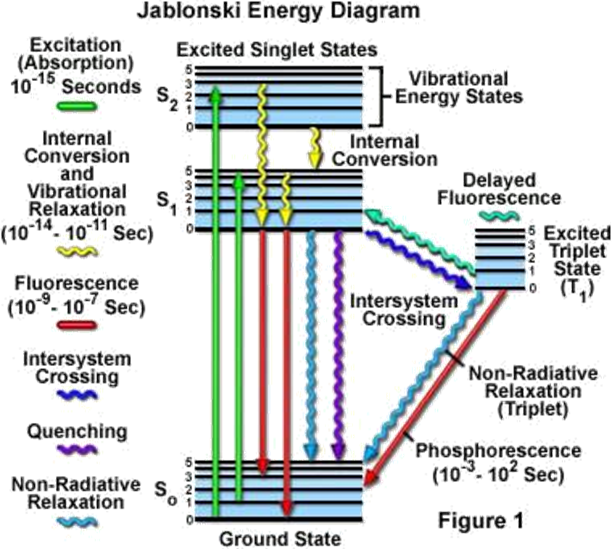 Jablonski Energy Diagram
Excitation
(Absorption)
10⁻¹⁵ Seconds
Internal
Conversion
and
Vibrational
Relaxation
(10⁻¹⁴- 10⁻¹¹ Sec)
Fluorescence
(10⁻⁹- 10⁻⁷ Sec)
Intersystem
Crossing
Quenching
Non-Radiative
Relaxation
Excited Singlet States
S₂
5
3
2
1
0
Vibrational
Energy States
Internal
Conversion
S₁
5
3
2
1
0
Delayed
Fluorescence
5
3
2
1
0
Excited
Triplet
State
(T₁)
Intersystem
Crossing
Non-Radiative
Relaxation
(Triplet)
Phosphorescence
(10⁻³- 10² Sec)
Sₒ
5
3
2
1
0
Ground State
Figure 1